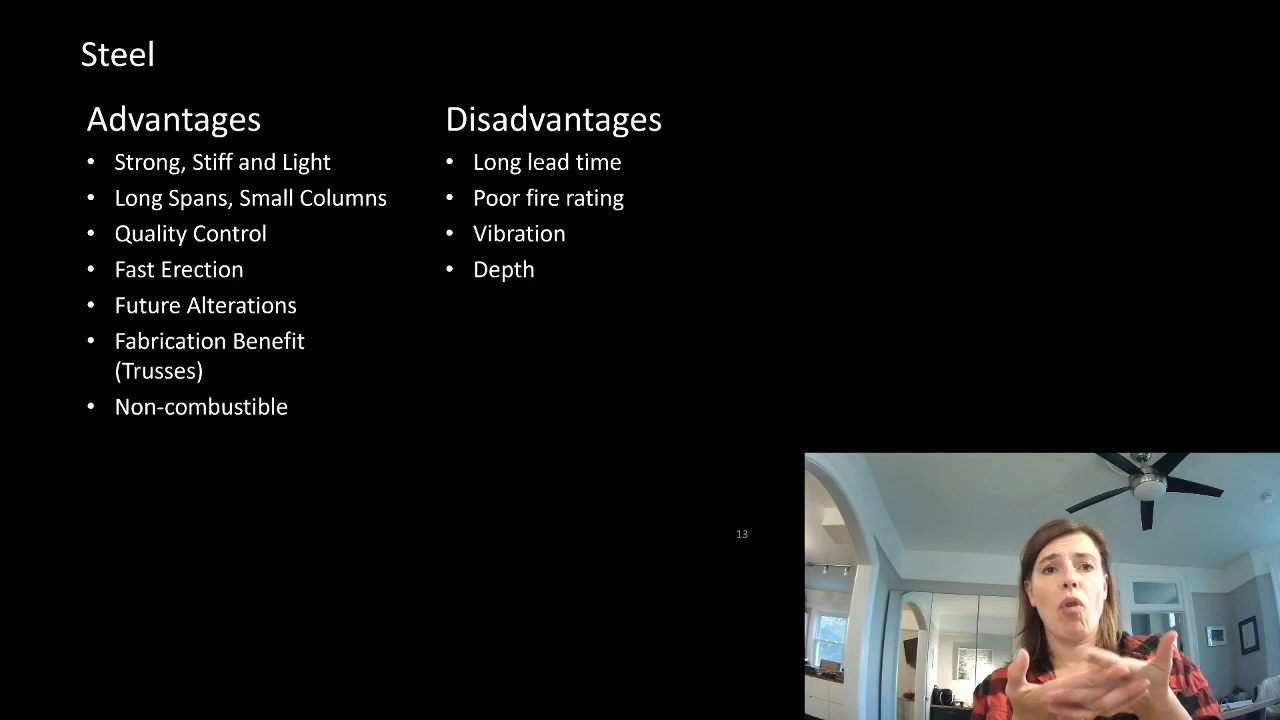 Steel
Advantages
• Strong, Stiff and Light
• Long Spans, Small Columns
• Quality Control
• Fast Erection
• Future Alterations
• Fabrication Benefit
(Trusses)
• Non-combustible
Disadvantages
• Long lead time
• Poor fire rating
• Vibration
• Depth
13